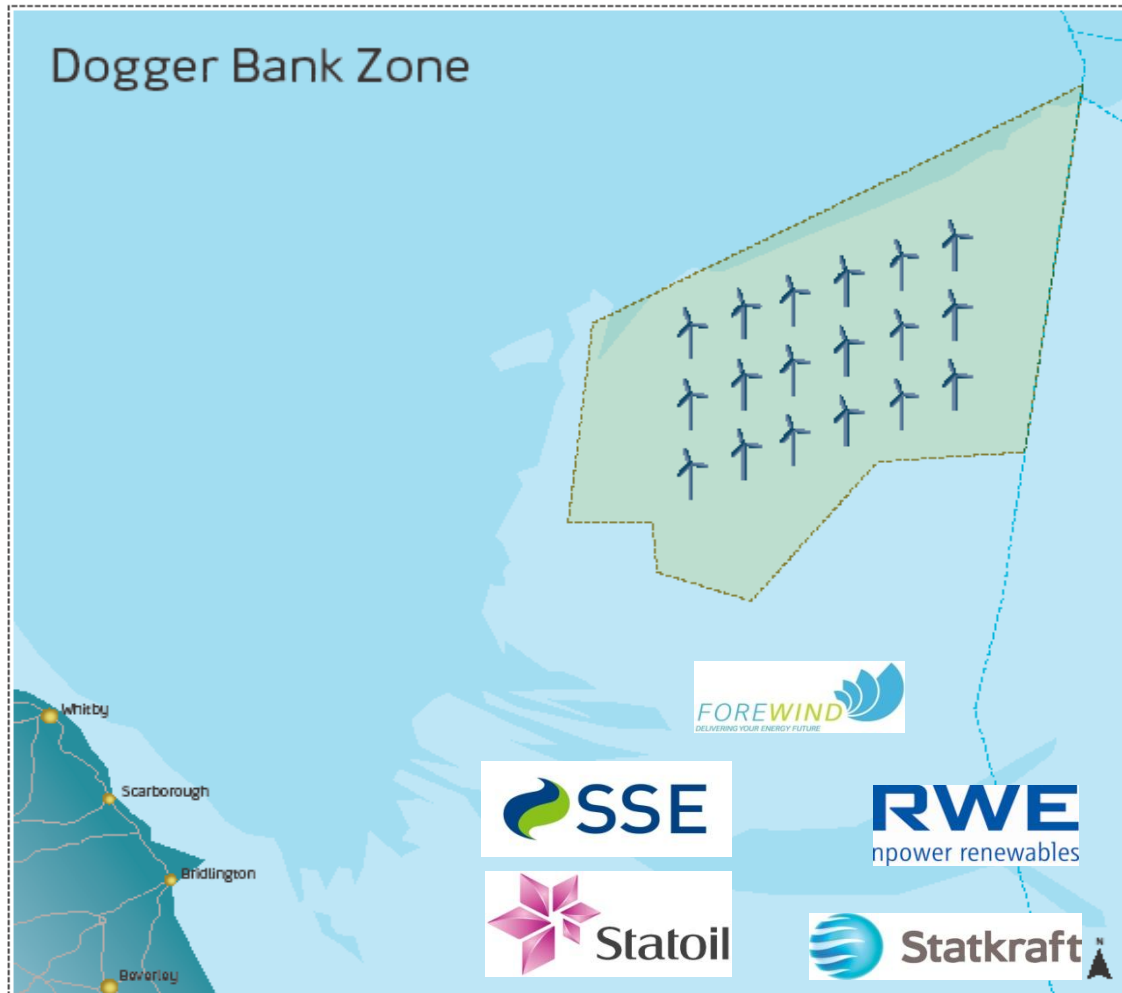 Dogger Bank Zone
Whitby
Scarborough
Bridlington
Beverley
FOREWIND
DELIVERING YOUR ENERGY FUTURE
SSE
RWE
npower renewables
Statoil
Statkraft
N